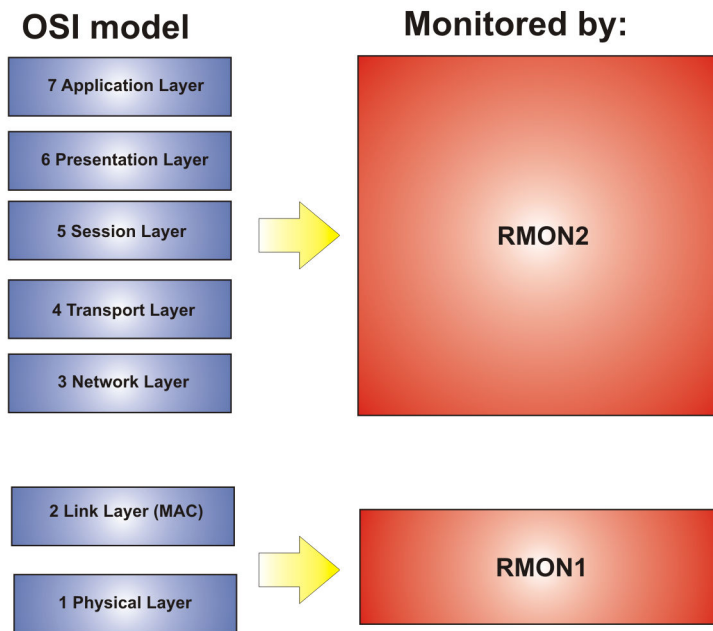 OSI model
Monitored by:
7 Application Layer
6 Presentation Layer
5 Session Layer
4 Transport Layer
3 Network Layer
RMON2
2 Link Layer (MAC)
1 Physical Layer
RMON1